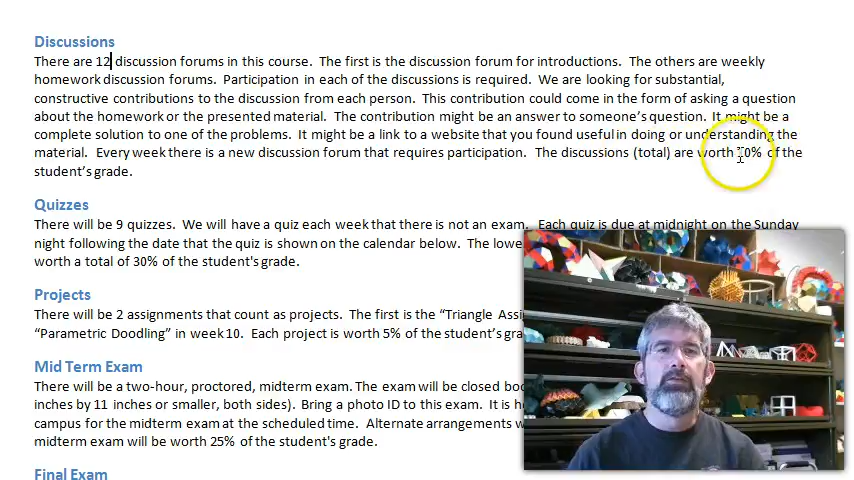 Discussions
There are 12 discussion forums in this course.  The first is the discussion forum for introductions.  The others are weekly
homework discussion forums.  Participation in each of the discussions is required.  We are looking for substantial,
constructive contributions to the discussion from each person.  This contribution could come in the form of asking a question
about the homework or the presented material.  The contribution might be an answer to someone's question.  It might be a
complete solution to one of the problems.  It might be a link to a website that you found useful in doing or understanding the
material.  Every week there is a new discussion forum that requires participation.  The discussions (total) are worth of the
student's grade.
Quizzes
There will be 9 quizzes.  We will have a quiz each week that there is not an exam.  Each quiz is due at midnight on the Sunday
night following the date that the quiz is shown on the calendar below.  The
worth a total of 30% of the student's grade.
Projects
There will be 2 assignments that count as projects.  The first is the "Triangle
"Parametric Doodling" in week 10.  Each project is worth 5% of the student's
Mid Term Exam
There will be a two-hour, proctored, midterm exam. The exam will be closed
inches by 11 inches or smaller, both sides).  Bring a photo ID to this exam.  It is
campus for the midterm exam at the scheduled time.  Alternate arrangements
midterm exam will be worth 25% of the student's grade.
Final Exam